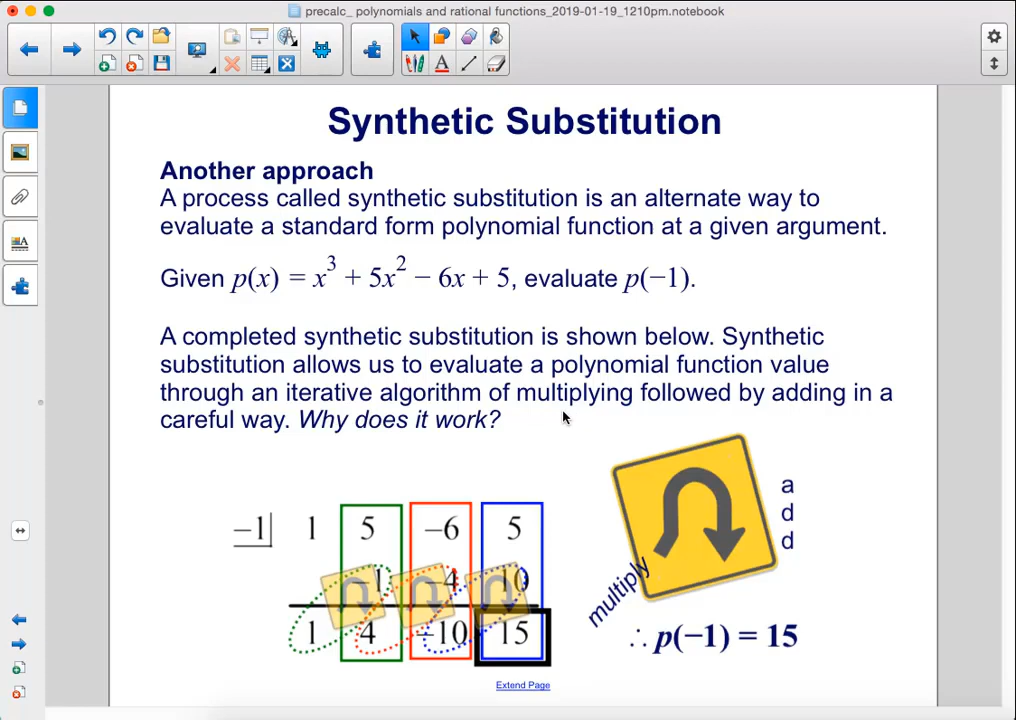 precalc_ polynomials and rational functions_2019-01-19_1210pm.notebook
Synthetic Substitution
Another approach
A process called synthetic substitution is an alternate way to
evaluate a standard form polynomial function at a given argument.
Given p(x) = x³ + 5x² − 6x + 5, evaluate p(−1).
A completed synthetic substitution is shown below. Synthetic
substitution allows us to evaluate a polynomial function value
through an iterative algorithm of multiplying followed by adding in a
careful way. Why does it work?
−1| 1 5 −6 5
−1 −4 10
1 4 −10 15
multiply
a
d
d
∴ p(−1) = 15
Extend Page